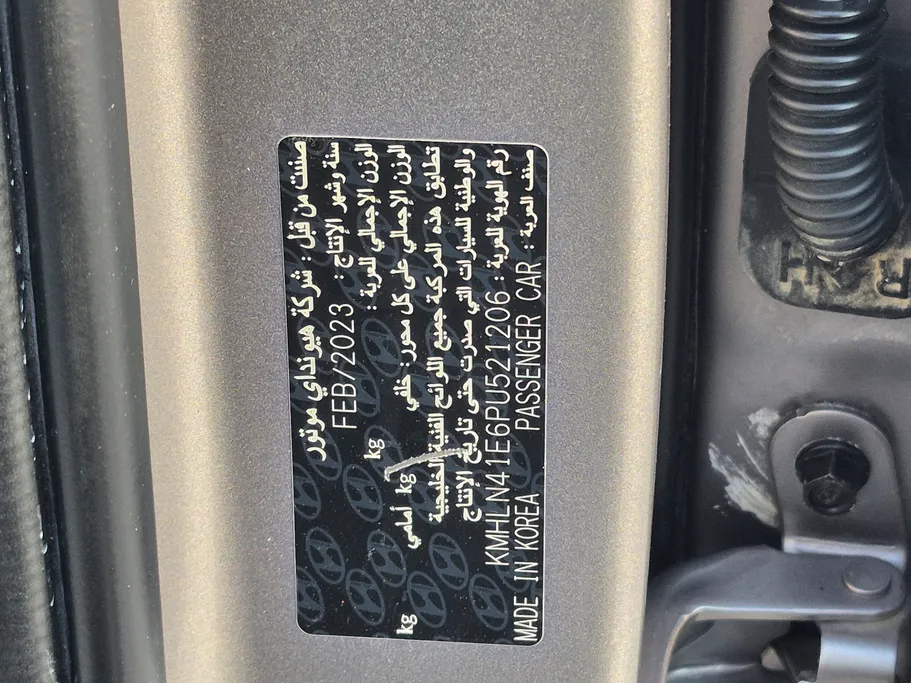 صنعت من قبل : شركة هيونداي موتور
سنة وشهر الإنتاج : FEB/2023
الوزن الإجمالي للعربة : kg
الوزن الإجمالي على كل محور : خلفي kg أمامي kg
تطابق هذه المركبة جميع اللوائح الفنية الخليجية
والوطنية للسيارات التي صدرت حتى تاريخ الإنتاج
رقم الهوية للعربة : KMHLN41E6PU521206
صنف العربة : PASSENGER CAR MADE IN KOREA